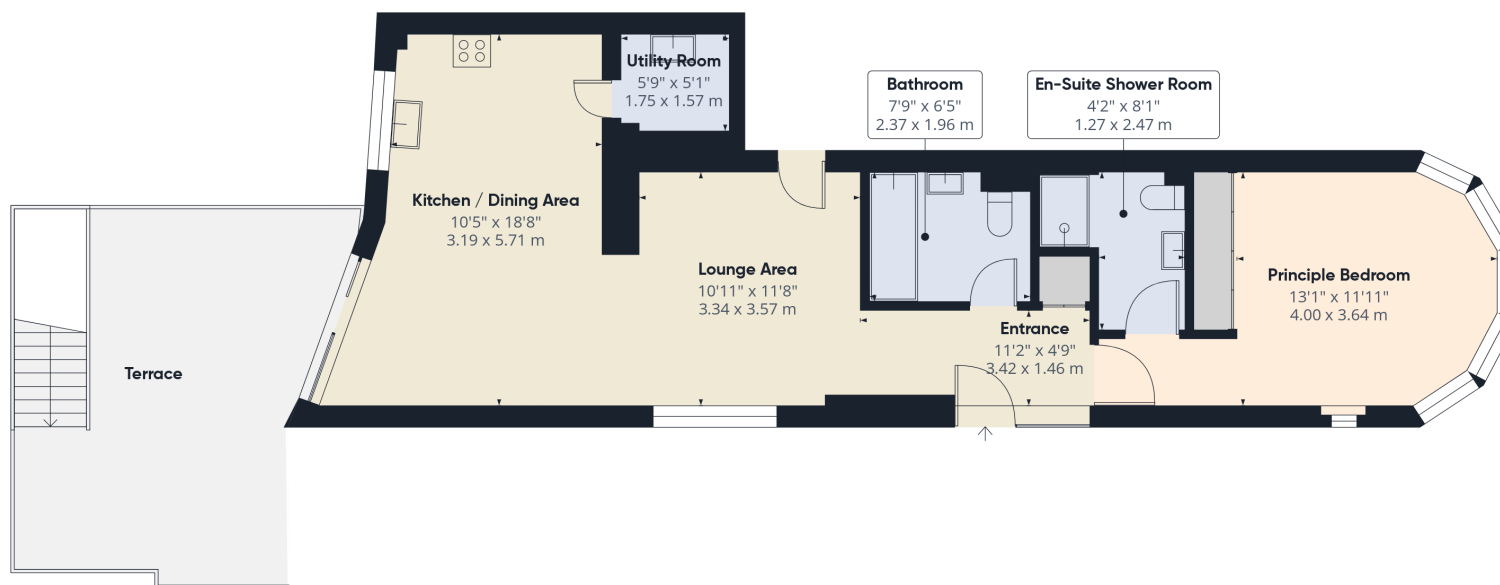 Utility Room
5'9" x 5'1"
1.75 x 1.57 m
Bathroom
7'9" x 6'5"
2.37 x 1.96 m
En-Suite Shower Room
4'2" x 8'1"
1.27 x 2.47 m
Kitchen / Dining Area
10'5" x 18'8"
3.19 x 5.71 m
Lounge Area
10'11" x 11'8"
3.34 x 3.57 m
Principle Bedroom
13'1" x 11'11"
4.00 x 3.64 m
Entrance
11'2" x 4'9"
3.42 x 1.46 m
Terrace